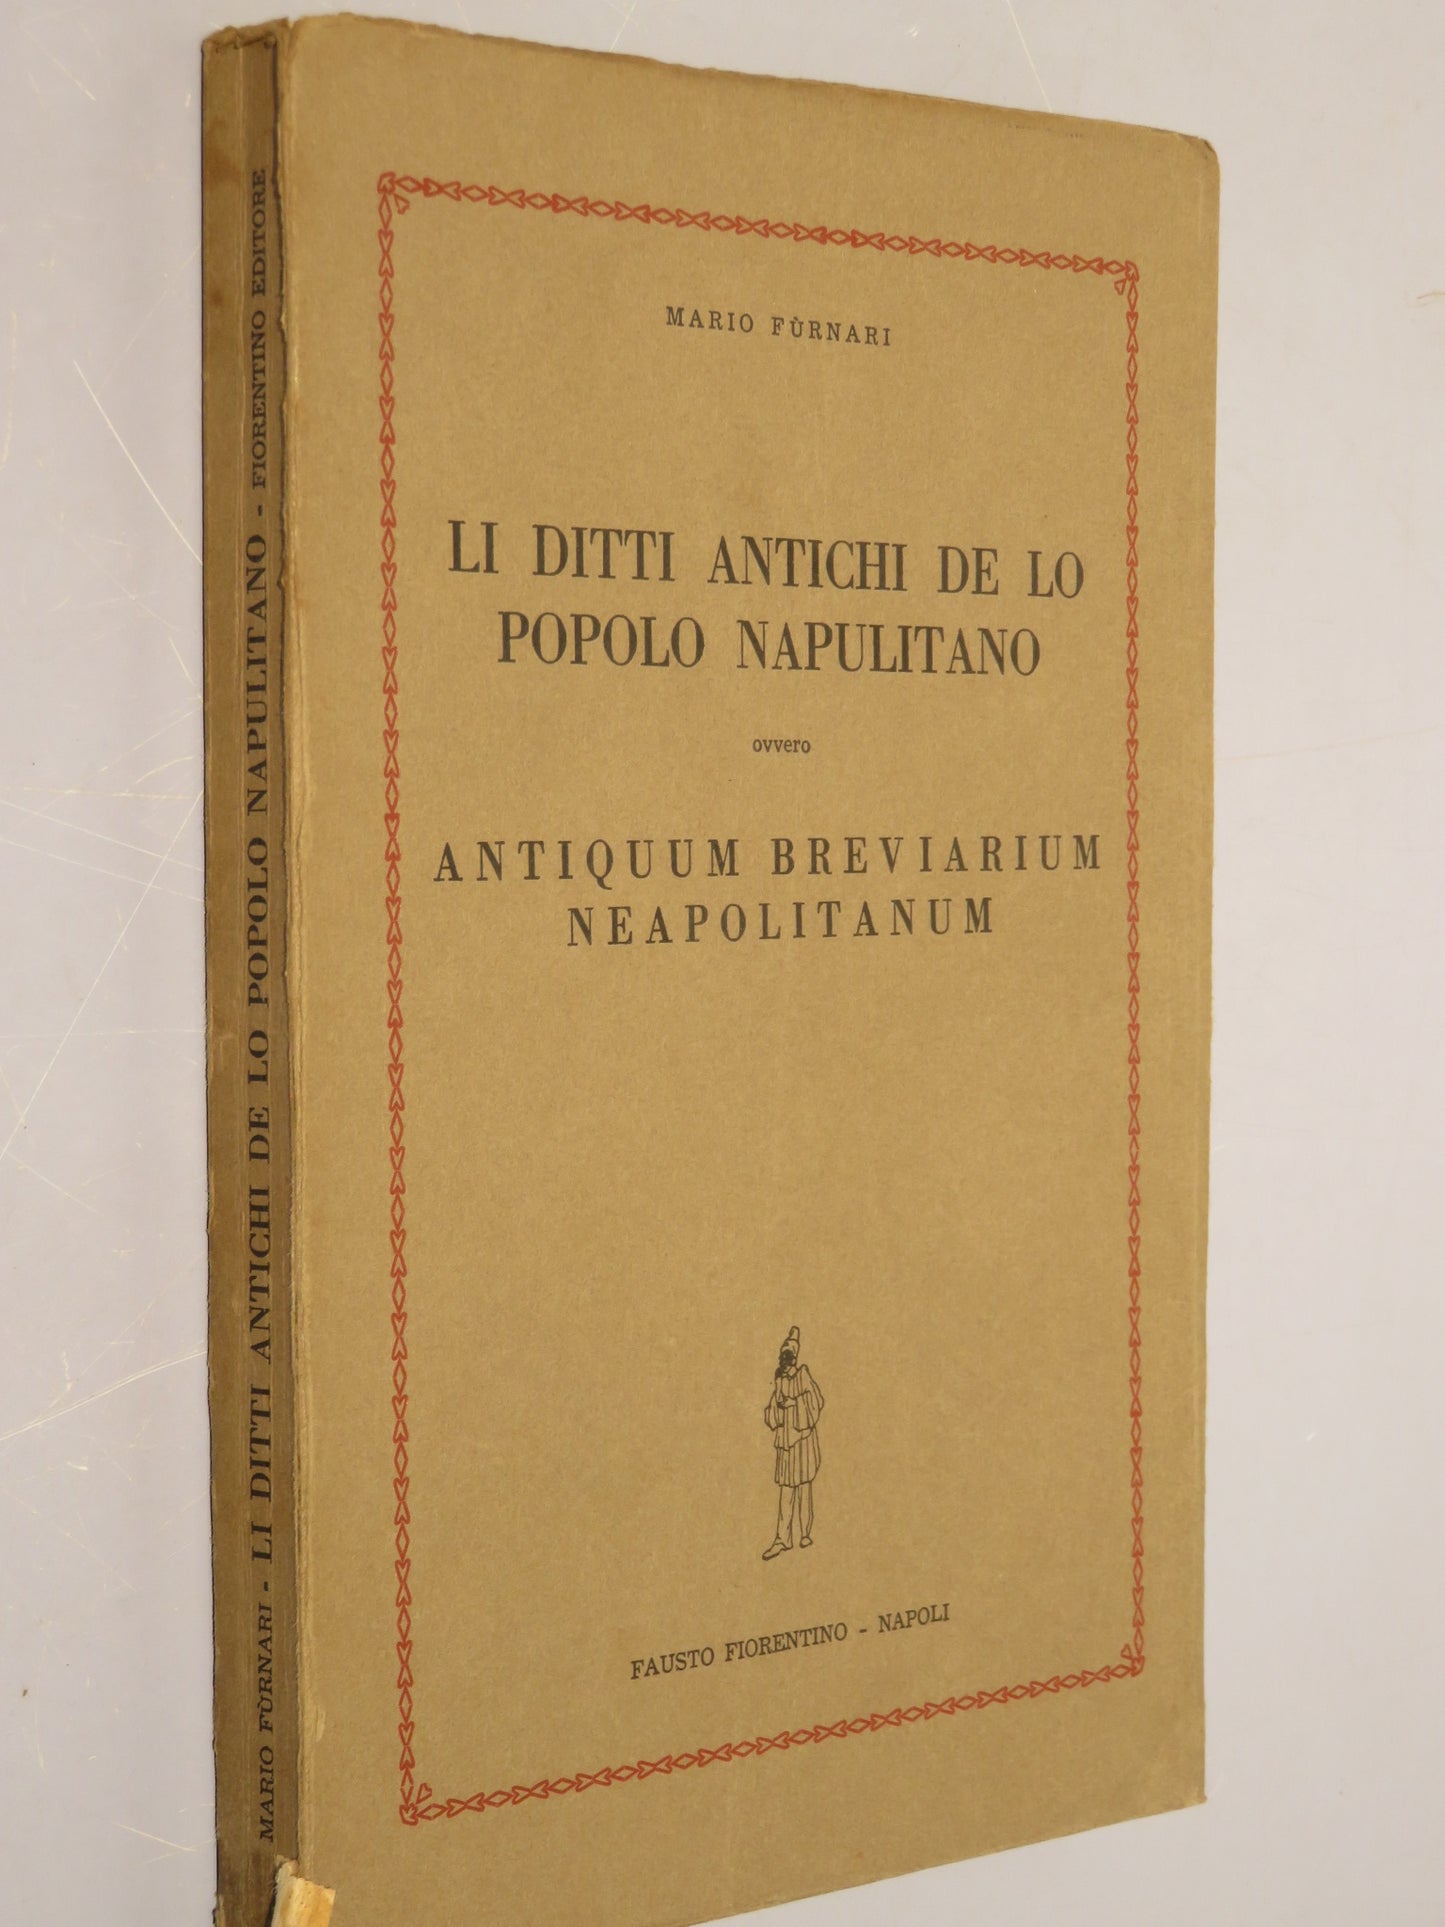 MARIO FÙRNARI
LI DITTI ANTICHI DE LO
POPOLO NAPULITANO
ovvero
ANTIQUUM BREVIARIUM
NEAPOLITANUM
FAUSTO FIORENTINO - NAPOLI
MARIO FÙRNARI - LI DITTI ANTICHI DE LO POPOLO NAPULITANO - FIORENTINO EDITORE